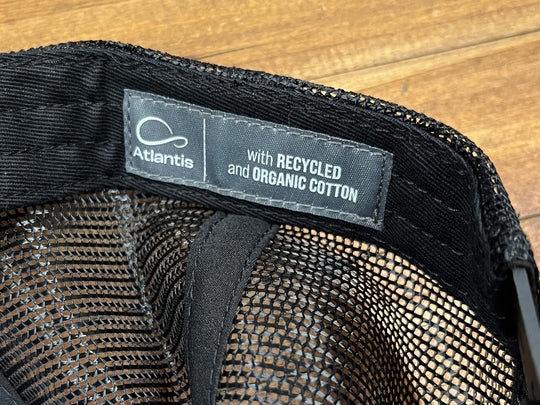 Atlantis
with RECYCLED
and ORGANIC COTTON